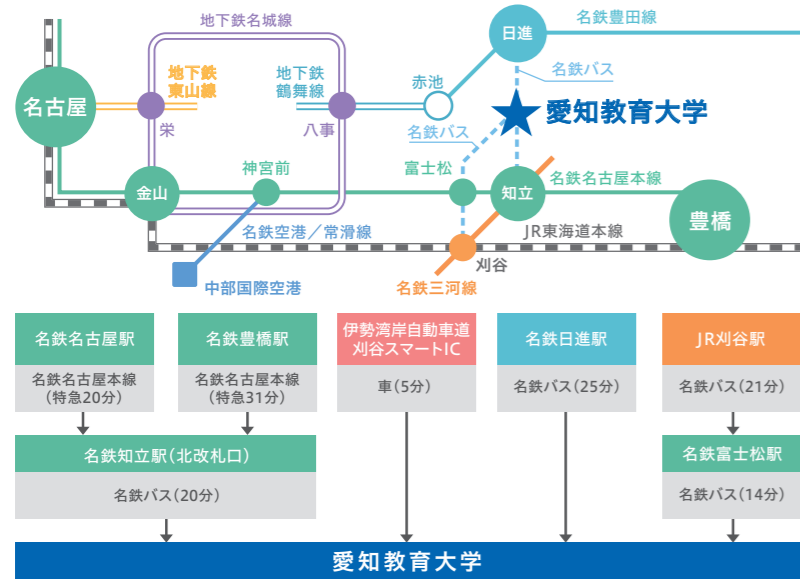 地下鉄名城線
名鉄豊田線
日進
地下鉄
東山線
地下鉄
鶴舞線
赤池
名鉄バス
名古屋
愛知教育大学
栄
八事
名鉄バス
神宮前
富士松
名鉄名古屋本線
金山
知立
豊橋
名鉄空港／常滑線
JR東海道本線
刈谷
中部国際空港
名鉄三河線
名鉄名古屋駅
名鉄名古屋本線
(特急20分)
名鉄豊橋駅
名鉄名古屋本線
(特急31分)
伊勢湾岸自動車道
刈谷スマートIC
車(5分)
名鉄日進駅
名鉄バス(25分)
JR刈谷駅
名鉄バス(21分)
名鉄知立駅(北改札口)
名鉄バス(20分)
名鉄富士松駅
名鉄バス(14分)
愛知教育大学